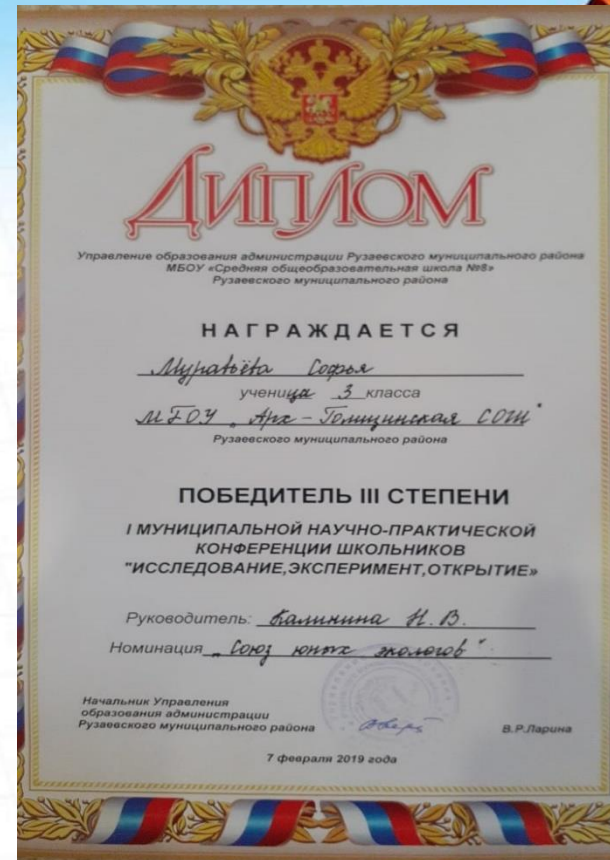 ДИПЛОМ
Управление образования администрации Рузаевского муниципального района
МБОУ «Средняя общеобразовательная школа №8»
Рузаевского муниципального района
НАГРАЖДАЕТСЯ
Муравьёва Софья
ученица 3 класса
МБОУ „Арх-Голицинская СОШ"
Рузаевского муниципального района
ПОБЕДИТЕЛЬ III СТЕПЕНИ
I МУНИЦИПАЛЬНОЙ НАУЧНО-ПРАКТИЧЕСКОЙ
КОНФЕРЕНЦИИ ШКОЛЬНИКОВ
"ИССЛЕДОВАНИЕ,ЭКСПЕРИМЕНТ,ОТКРЫТИЕ»
Руководитель: Калинина Н.В.
Номинация „Союз юных экологов"
Начальник Управления
образования администрации
Рузаевского муниципального района
В.Р.Ларина
7 февраля 2019 года